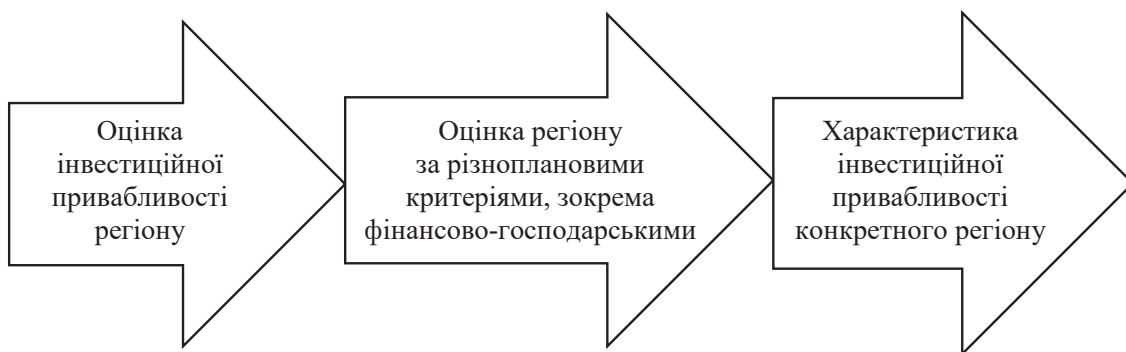 Оцінка
інвестиційної
привабливості
регіону
Оцінка регіону
за різноплановими
критеріями, зокрема
фінансово-господарськими
Характеристика
інвестиційної
привабливості
конкретного регіону